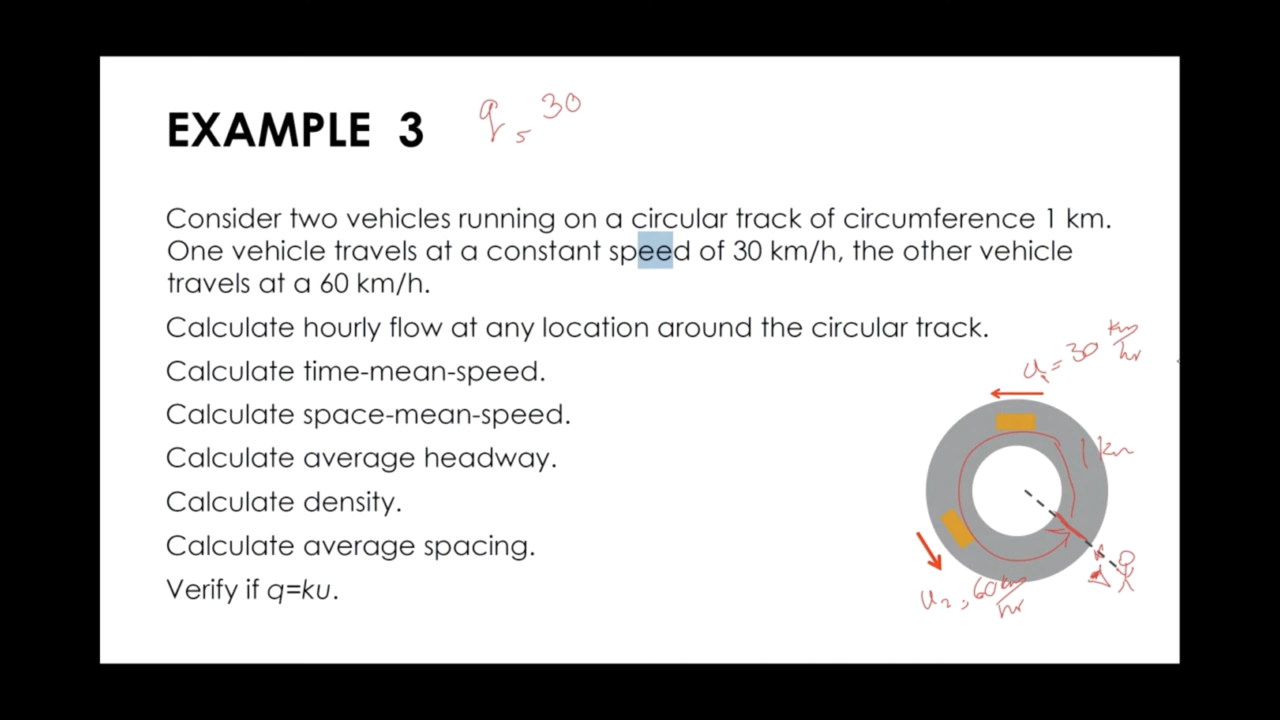 EXAMPLE 3
q = 30
Consider two vehicles running on a circular track of circumference 1 km.
One vehicle travels at a constant speed of 30 km/h, the other vehicle
travels at a 60 km/h.
Calculate hourly flow at any location around the circular track.
Calculate time-mean-speed.
Calculate space-mean-speed.
Calculate average headway.
Calculate density.
Calculate average spacing.
Verify if q=ku.
u₁ = 30 km/hr
1 km
u₂ = 60 km/hr